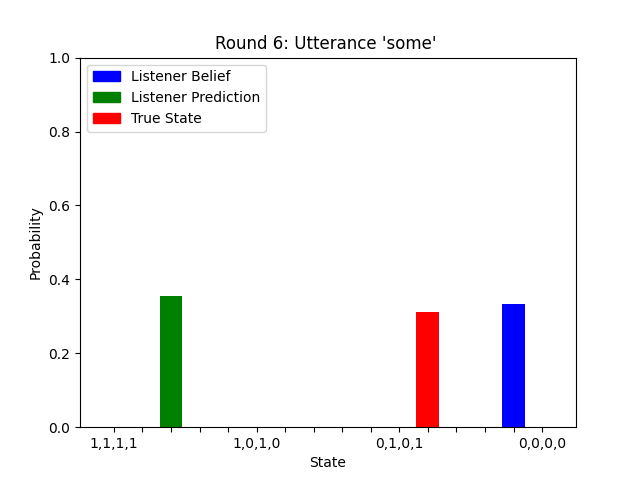 Round 6: Utterance 'some'
1.0
Listener Belief
Listener Prediction
True State
0.8
0.6
Probability
0.4
0.2
0.0
1,1,1,1 1,0,1,0 0,1,0,1 0,0,0,0
State